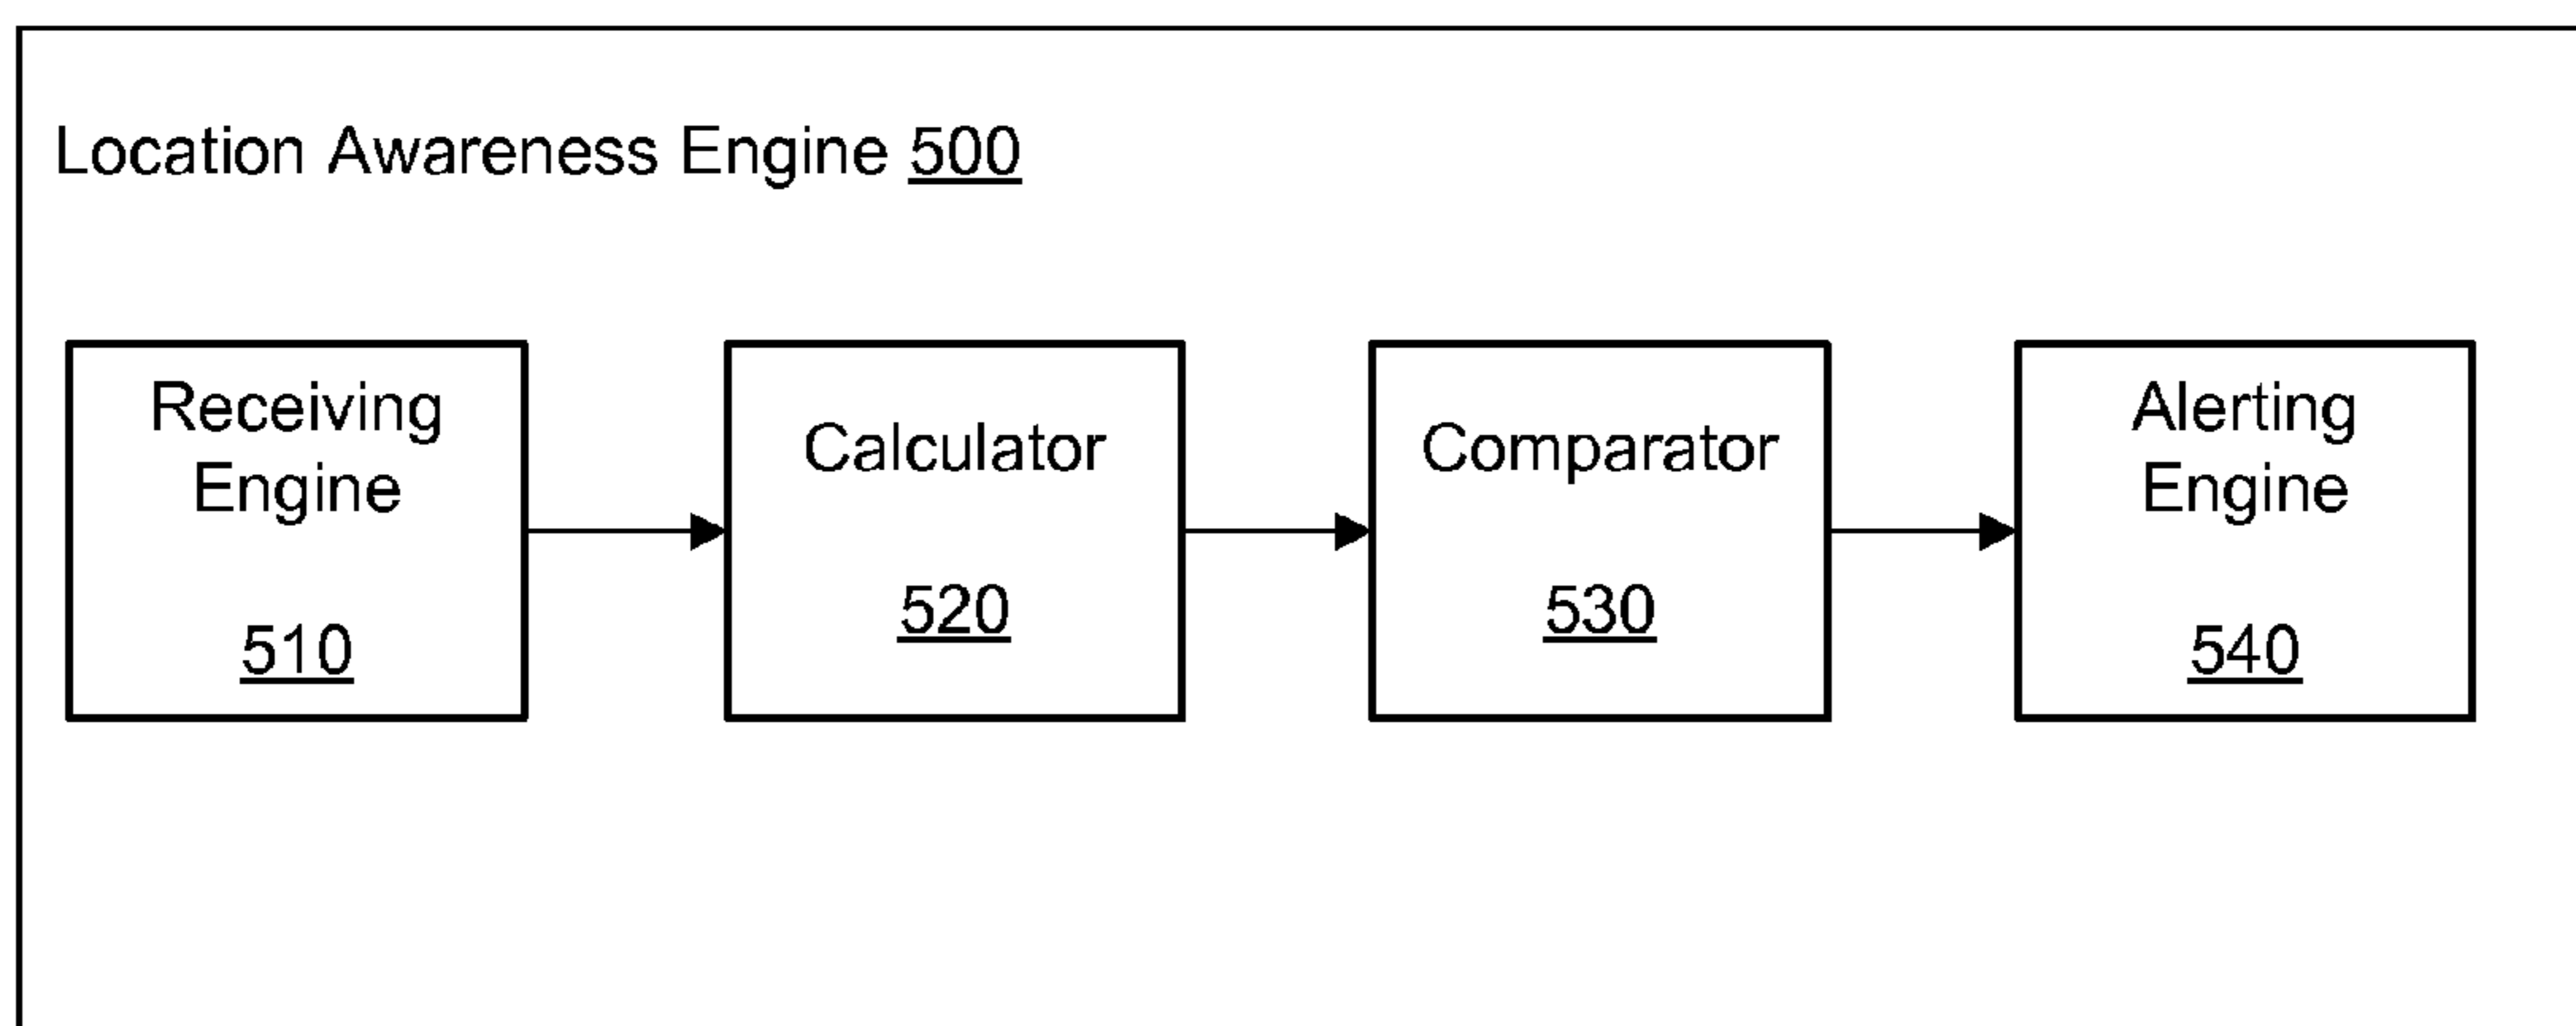 Location Awareness Engine 500
Receiving
Engine
510
Calculator
520
Comparator
530
Alerting
Engine
540